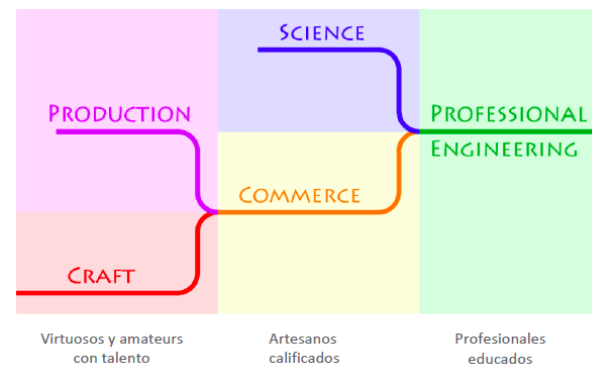 SCIENCE
PRODUCTION
PROFESSIONAL
ENGINEERING
COMMERCE
CRAFT
Virtuosos y amateurs
con talento
Artesanos
calificados
Profesionales
educados